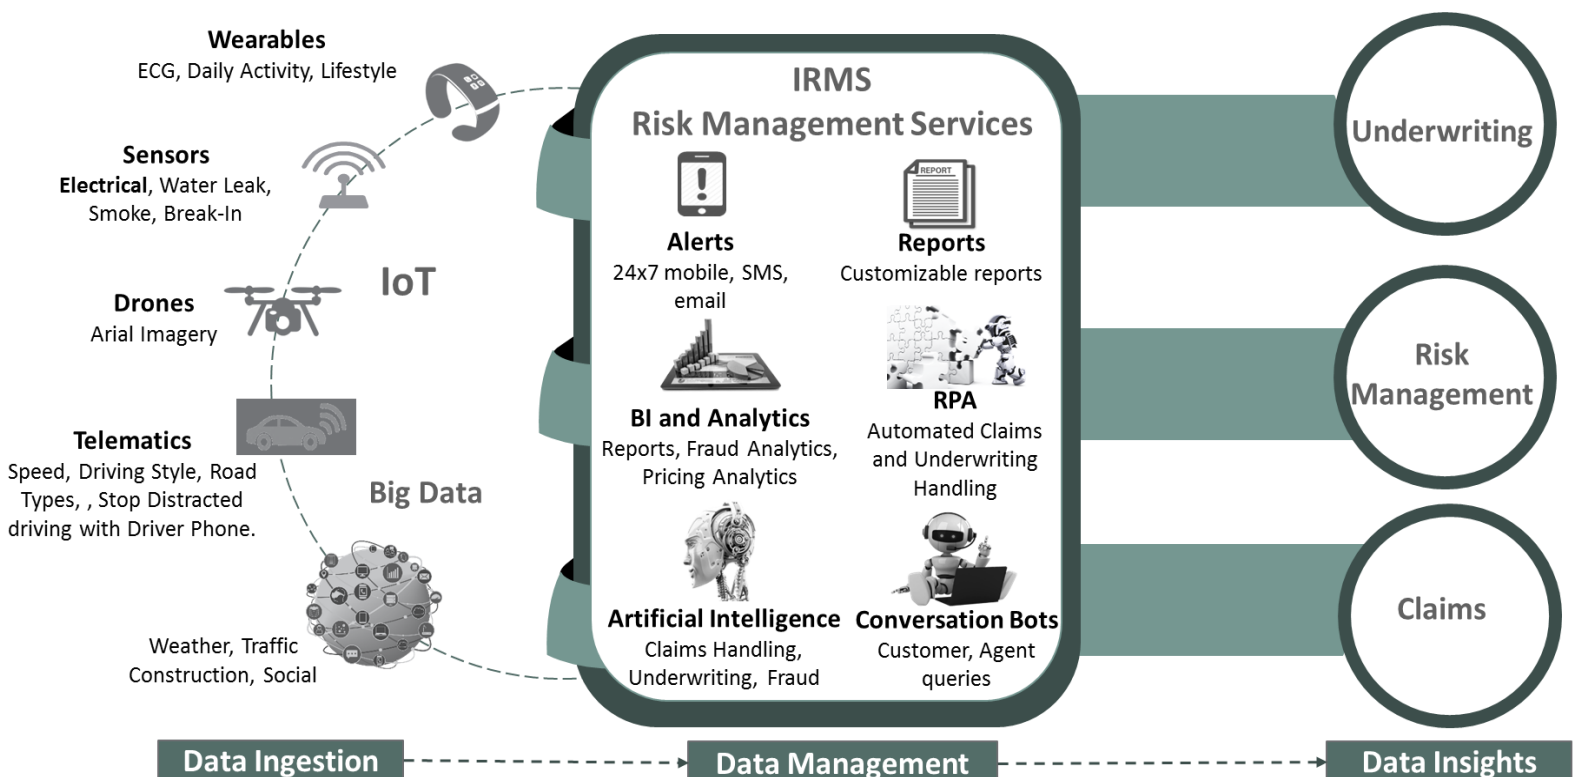 Wearables
ECG, Daily Activity, Lifestyle
Sensors
Electrical, Water Leak,
Smoke, Break-In
IoT
Drones
Arial Imagery
Telematics
Speed, Driving Style, Road
Types, , Stop Distracted
driving with Driver Phone.
Big Data
Weather, Traffic
Construction, Social
IRMS
Risk Management Services
Alerts
24x7 mobile, SMS,
email
REPORT
Reports
Customizable reports
BI and Analytics
Reports, Fraud Analytics,
Pricing Analytics
RPA
Automated Claims
and Underwriting
Handling
Artificial Intelligence
Claims Handling,
Underwriting, Fraud
Conversation Bots
Customer, Agent
queries
Underwriting
Risk
Management
Claims
Data Ingestion
Data Management
Data Insights